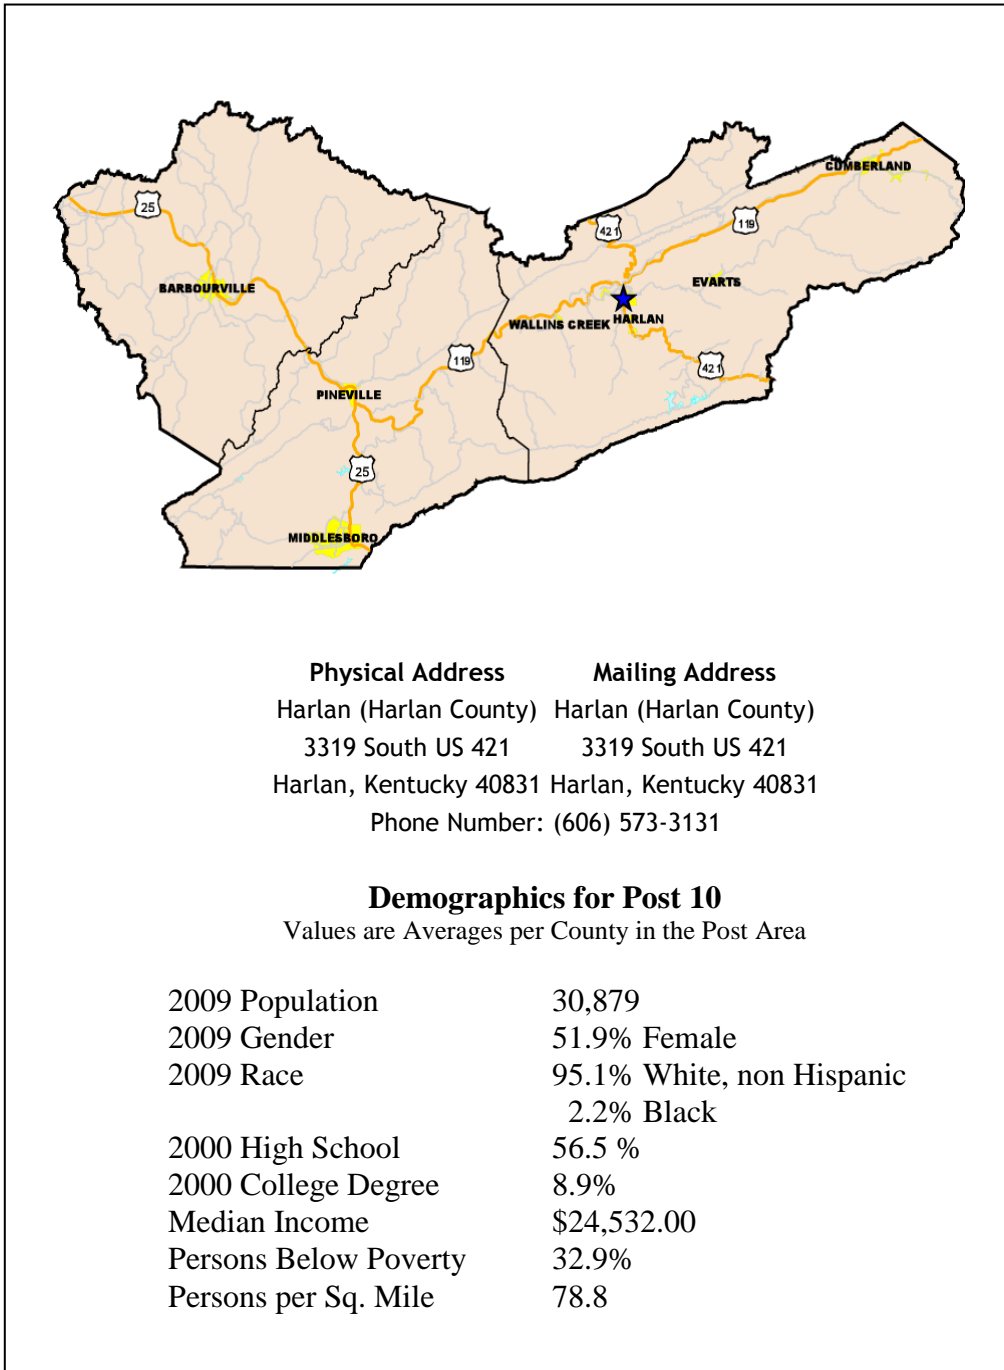 CUMBERLAND
25
119
421
EVARTS
BARBOURVILLE
HARLAN
WALLINS CREEK
119
421
PINEVILLE
25
MIDDLESBORO
Physical Address Mailing Address
Harlan (Harlan County) Harlan (Harlan County)
3319 South US 421 3319 South US 421
Harlan, Kentucky 40831 Harlan, Kentucky 40831
Phone Number: (606) 573-3131
Demographics for Post 10
Values are Averages per County in the Post Area
2009 Population 30,879
2009 Gender 51.9% Female
2009 Race 95.1% White, non Hispanic
2.2% Black
2000 High School 56.5 %
2000 College Degree 8.9%
Median Income $24,532.00
Persons Below Poverty 32.9%
Persons per Sq. Mile 78.8